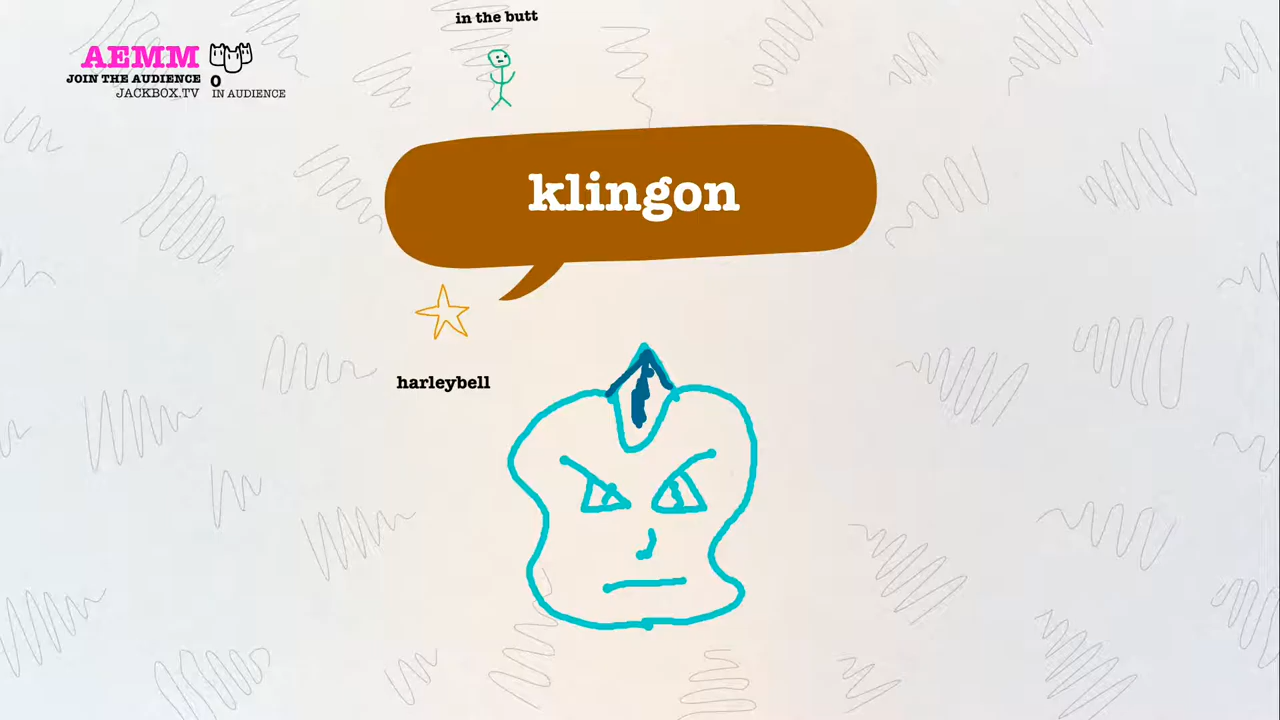 in the butt
AEMM
JOIN THE AUDIENCE
JACKBOX.TV
0
IN AUDIENCE
klingon
harleybell